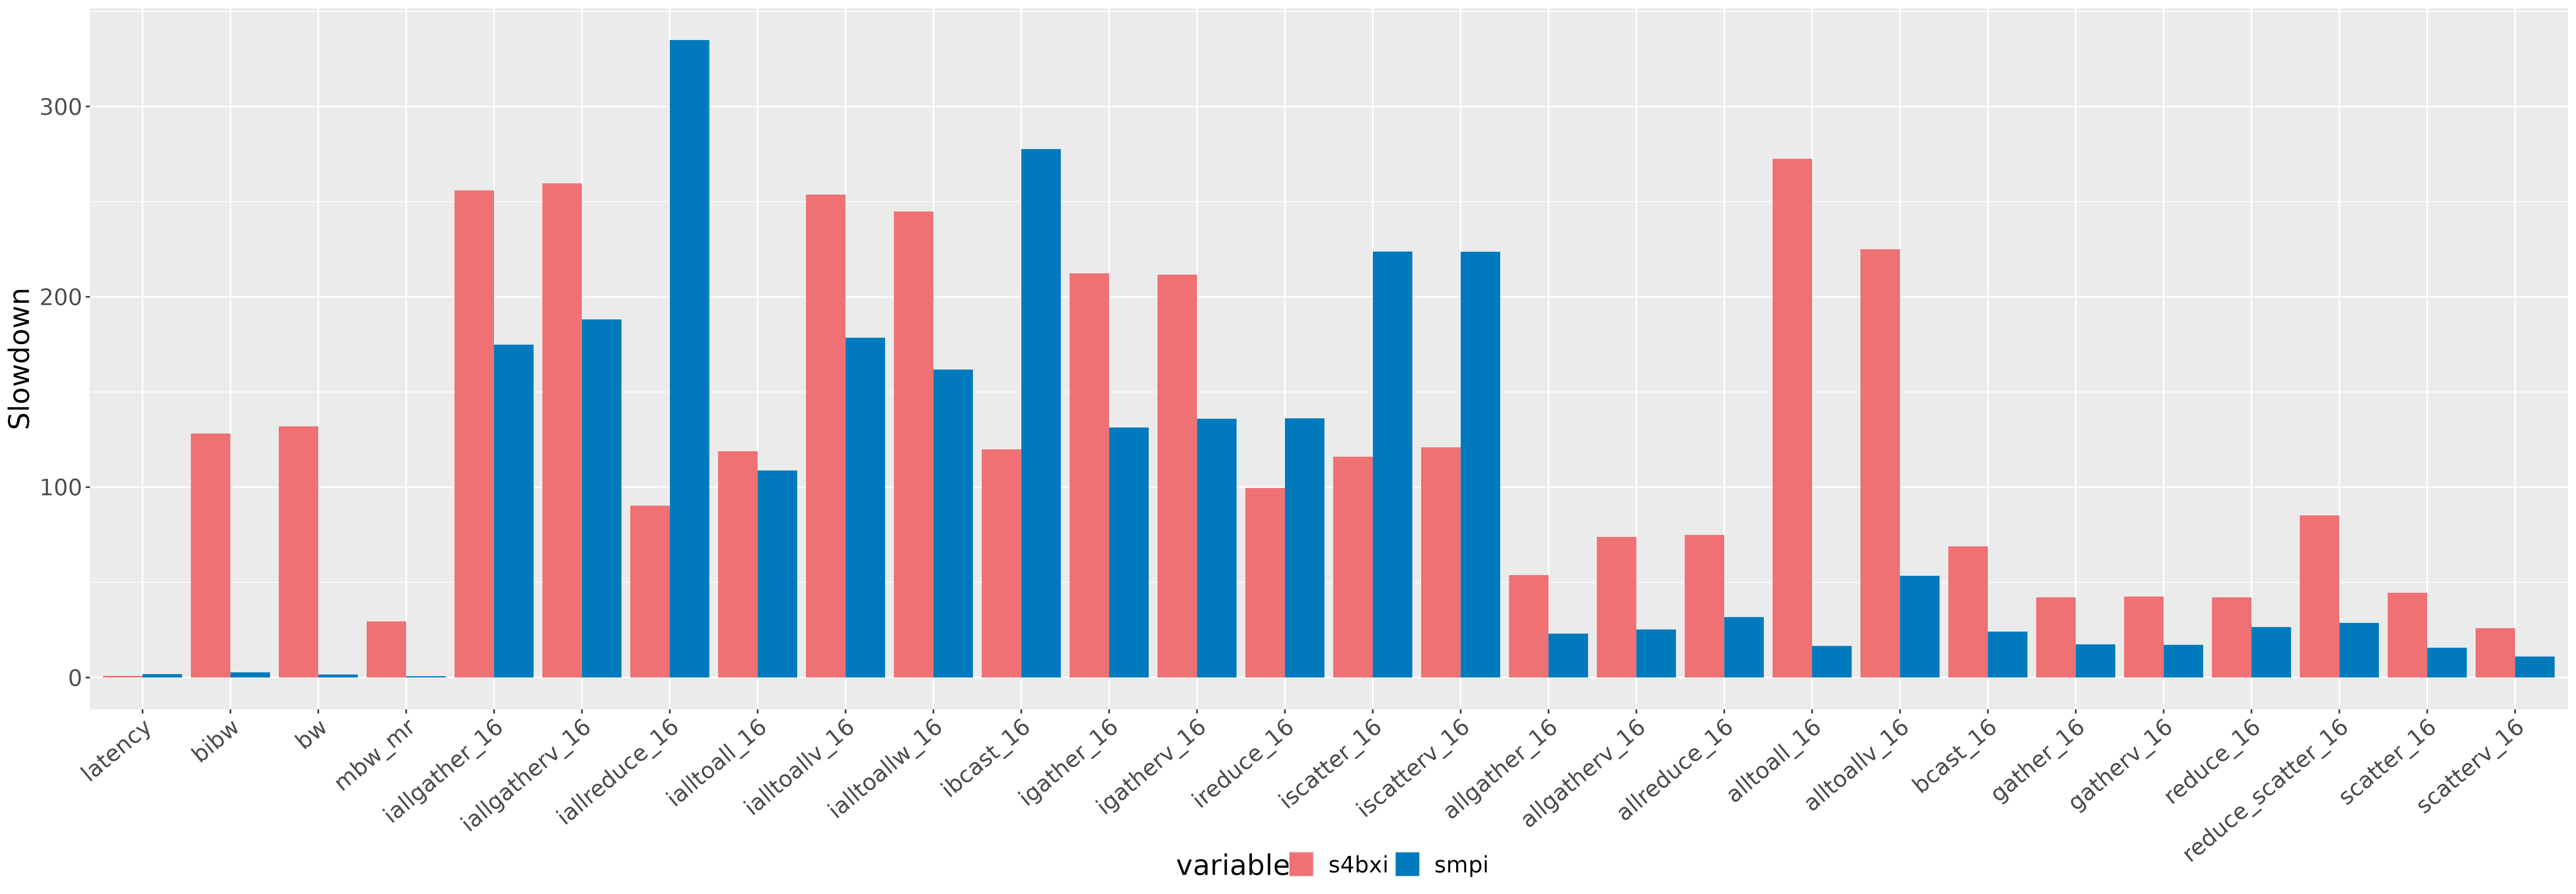 Slowdown
300
200
100
0
latency
bibw
bw
mbw_mr
iallgather_16
iallgatherv_16
iallreduce_16
ialltoall_16
ialltoallv_16
ialltoallw_16
ibcast_16
igather_16
igatherv_16
ireduce_16
iscatter_16
iscatterv_16
allgather_16
allgatherv_16
allreduce_16
alltoall_16
alltoallv_16
bcast_16
gather_16
gatherv_16
reduce_16
reduce_scatter_16
scatter_16
scatterv_16
variable s4bxi smpi